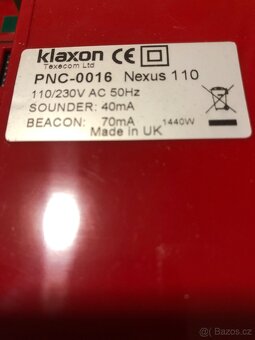 klaxon CE
Texecom Ltd
PNC-0016 Nexus 110
110/230V AC 50Hz
SOUNDER: 40mA
BEACON: 70mA 1440W
Made in UK
© Bazos.cz